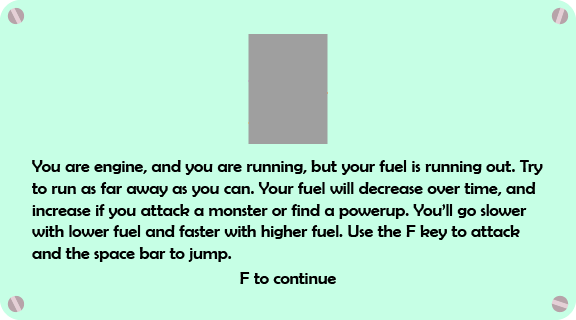 You are engine, and you are running, but your fuel is running out. Try
to run as far away as you can. Your fuel will decrease over time, and
increase if you attack a monster or find a powerup. You'll go slower
with lower fuel and faster with higher fuel. Use the F key to attack
and the space bar to jump.
F to continue